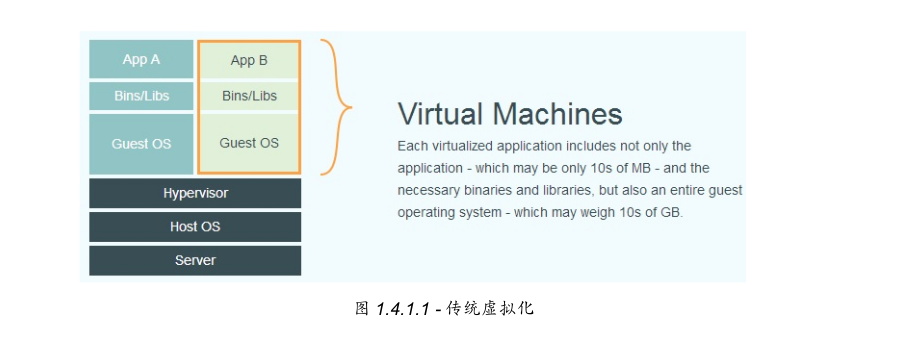 App A
App B
Bins/Libs
Bins/Libs
Guest OS
Guest OS
Hypervisor
Host OS
Server
Virtual Machines
Each virtualized application includes not only the
application - which may be only 10s of MB - and the
necessary binaries and libraries, but also an entire guest
operating system - which may weigh 10s of GB.
图 1.4.1.1 - 传统虚拟化